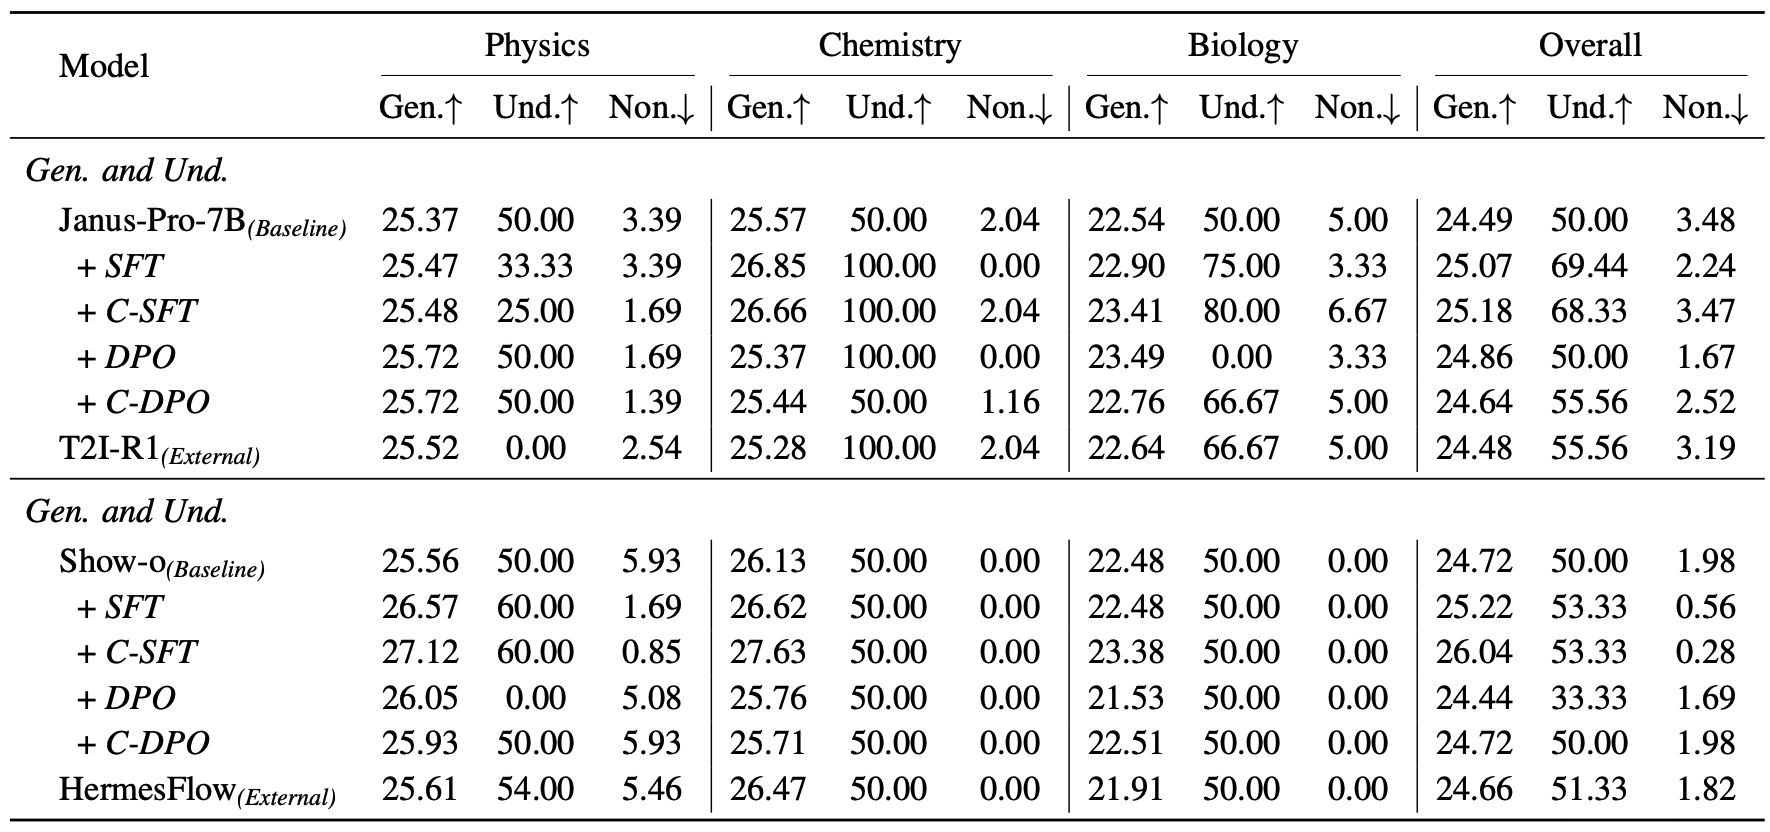 Model Physics Chemistry Biology Overall
Gen.↑ Und.↑ Non.↓ Gen.↑ Und.↑ Non.↓ Gen.↑ Und.↑ Non.↓ Gen.↑ Und.↑ Non.↓
Gen. and Und.
Janus-Pro-7B(Baseline) 25.37 50.00 3.39 25.57 50.00 2.04 22.54 50.00 5.00 24.49 50.00 3.48
+ SFT 25.47 33.33 3.39 26.85 100.00 0.00 22.90 75.00 3.33 25.07 69.44 2.24
+ C-SFT 25.48 25.00 1.69 26.66 100.00 2.04 23.41 80.00 6.67 25.18 68.33 3.47
+ DPO 25.72 50.00 1.69 25.37 100.00 0.00 23.49 0.00 3.33 24.86 50.00 1.67
+ C-DPO 25.72 50.00 1.39 25.44 50.00 1.16 22.76 66.67 5.00 24.64 55.56 2.52
T2I-R1(External) 25.52 0.00 2.54 25.28 100.00 2.04 22.64 66.67 5.00 24.48 55.56 3.19
Gen. and Und.
Show-o(Baseline) 25.56 50.00 5.93 26.13 50.00 0.00 22.48 50.00 0.00 24.72 50.00 1.98
+ SFT 26.57 60.00 1.69 26.62 50.00 0.00 22.48 50.00 0.00 25.22 53.33 0.56
+ C-SFT 27.12 60.00 0.85 27.63 50.00 0.00 23.38 50.00 0.00 26.04 53.33 0.28
+ DPO 26.05 0.00 5.08 25.76 50.00 0.00 21.53 50.00 0.00 24.44 33.33 1.69
+ C-DPO 25.93 50.00 5.93 25.71 50.00 0.00 22.51 50.00 0.00 24.72 50.00 1.98
HermesFlow(External) 25.61 54.00 5.46 26.47 50.00 0.00 21.91 50.00 0.00 24.66 51.33 1.82